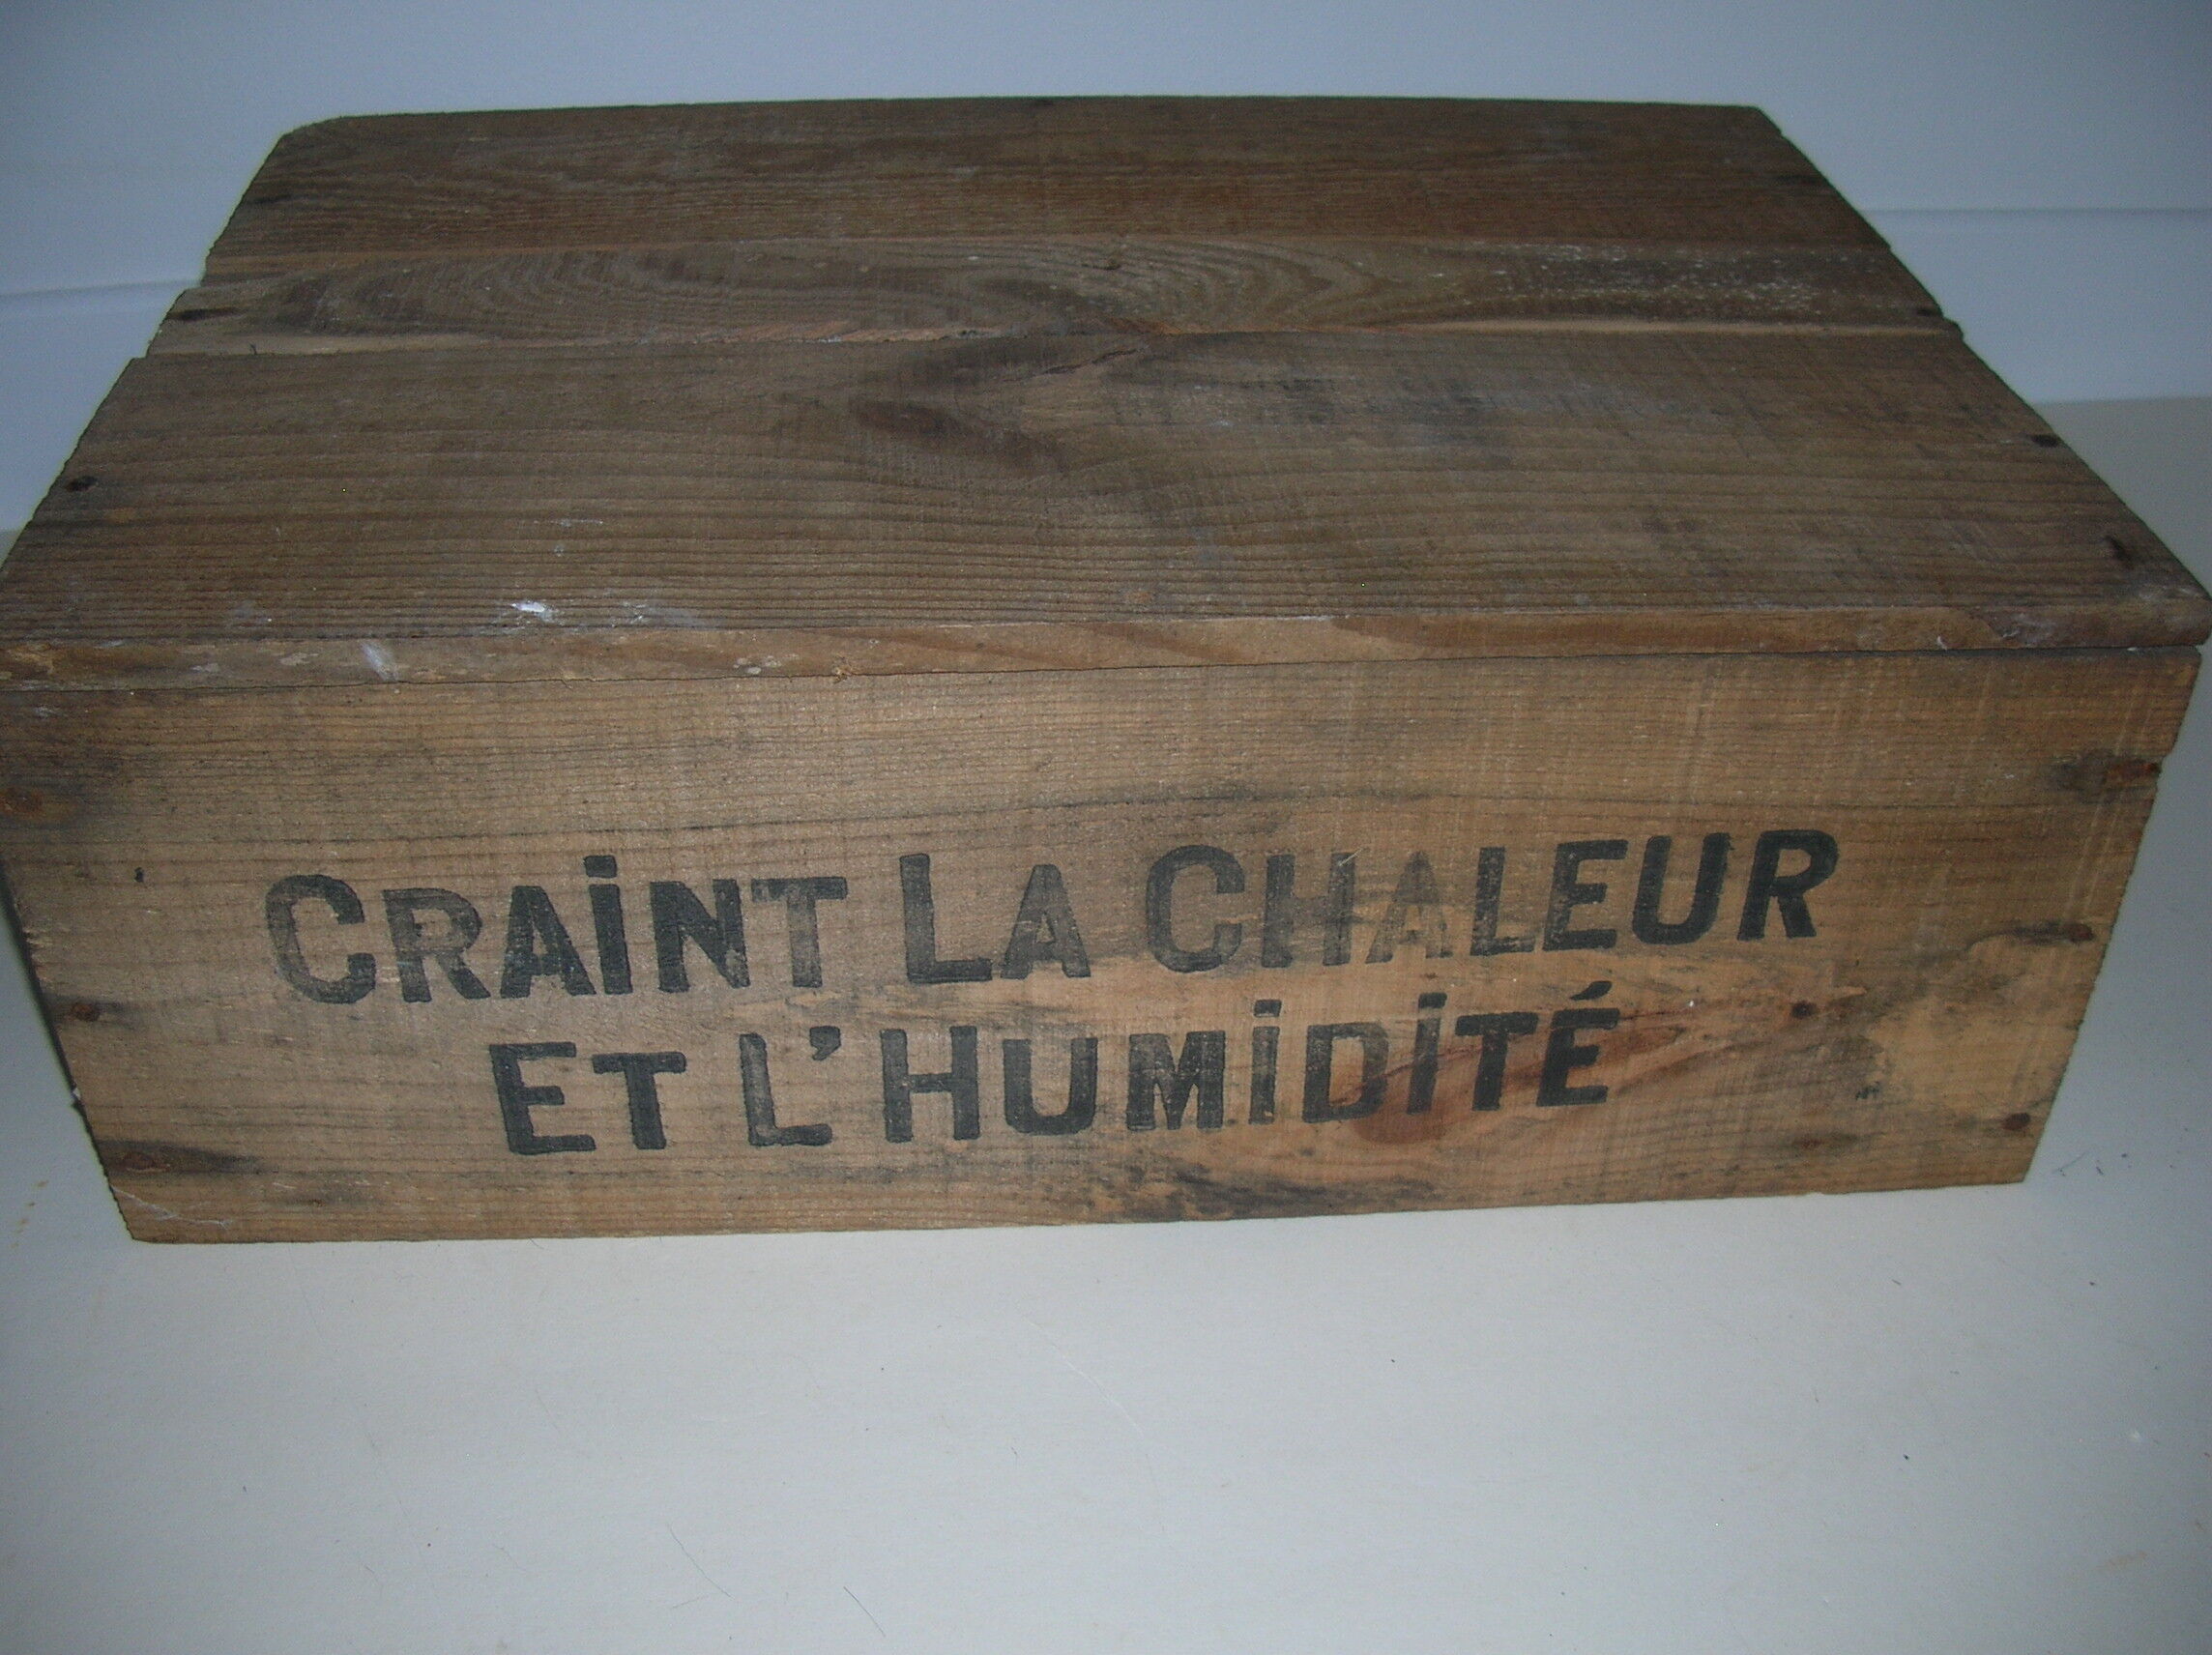 CRAiNT LA CHALEUR
ET L'HUMiDiTÉ